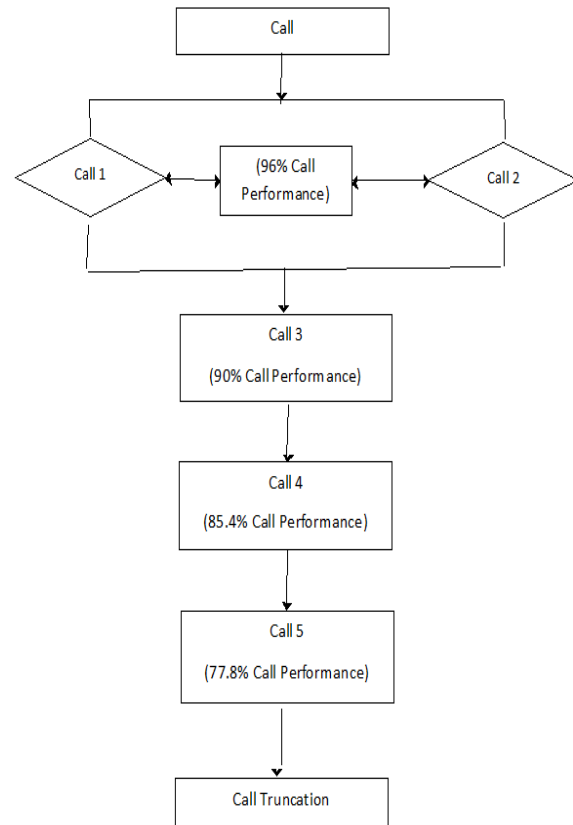 Call
Call 1
(96% Call
Performance)
Call 2
Call 3
(90% Call Performance)
Call 4
(85.4% Call Performance)
Call 5
(77.8% Call Performance)
Call Truncation